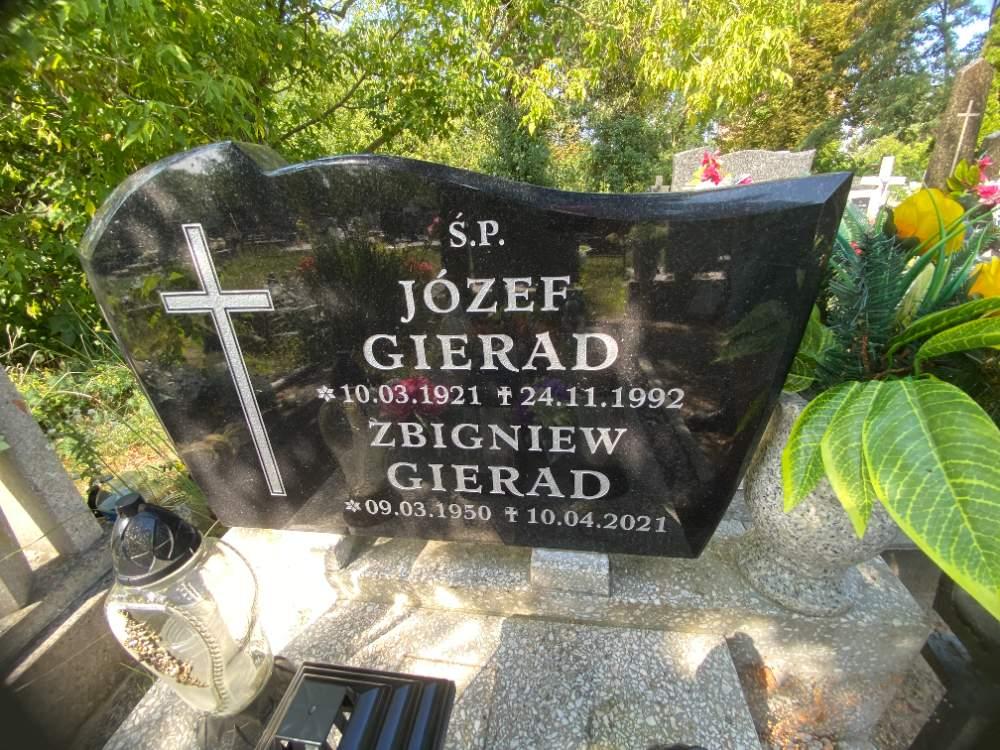 Ś.P.
JÓZEF
GIERAD
*10.03.1921 ✝24.11.1992
ZBIGNIEW
GIERAD
*09.03.1950 ✝10.04.2021